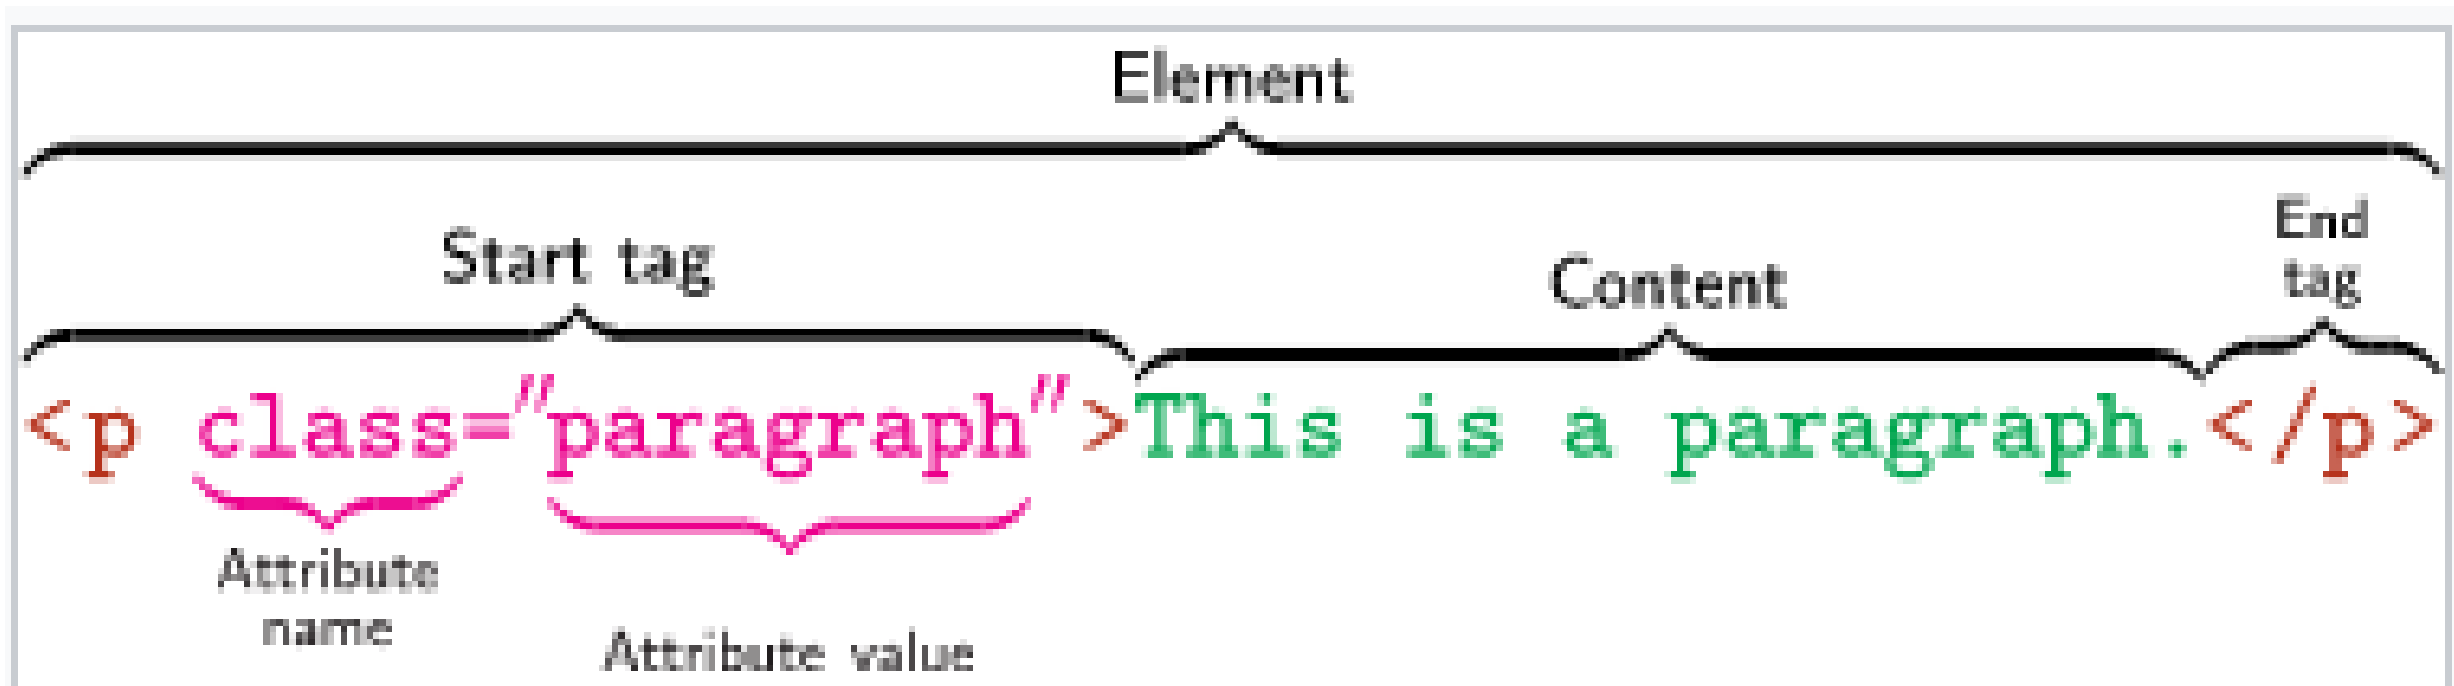 Element
Start tag
Content
End
tag
<p class="paragraph">This is a paragraph.</p>
Attribute
name
Attribute value